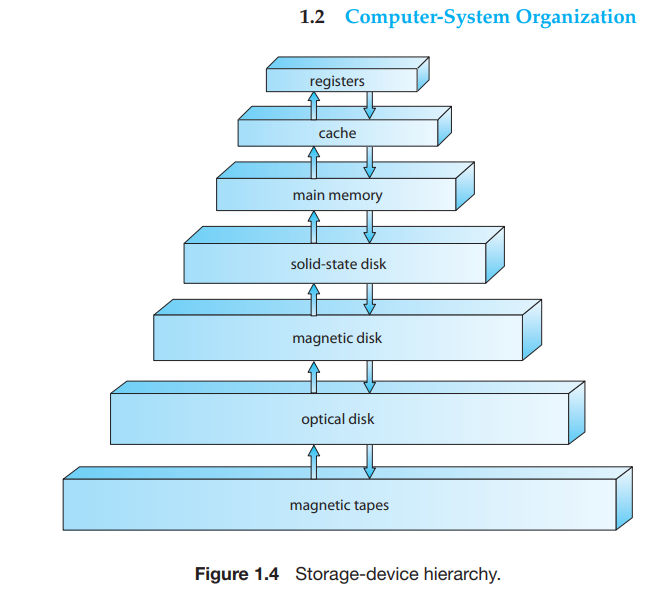 1.2 Computer-System Organization
registers
cache
main memory
solid-state disk
magnetic disk
optical disk
magnetic tapes
Figure 1.4 Storage-device hierarchy.